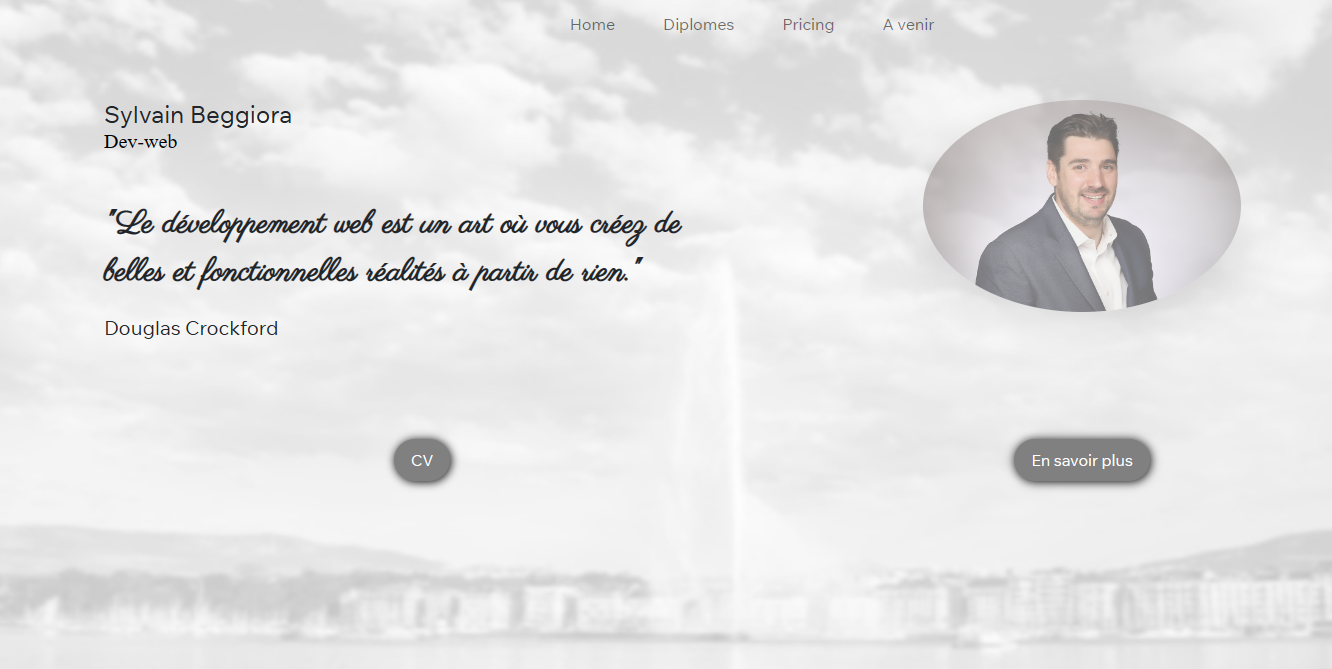 Home Diplomes Pricing A venir
Sylvain Beggiora
Dev-web
"Le développement web est un art où vous créez de
belles et fonctionnelles réalités à partir de rien."
Douglas Crockford
CV
En savoir plus